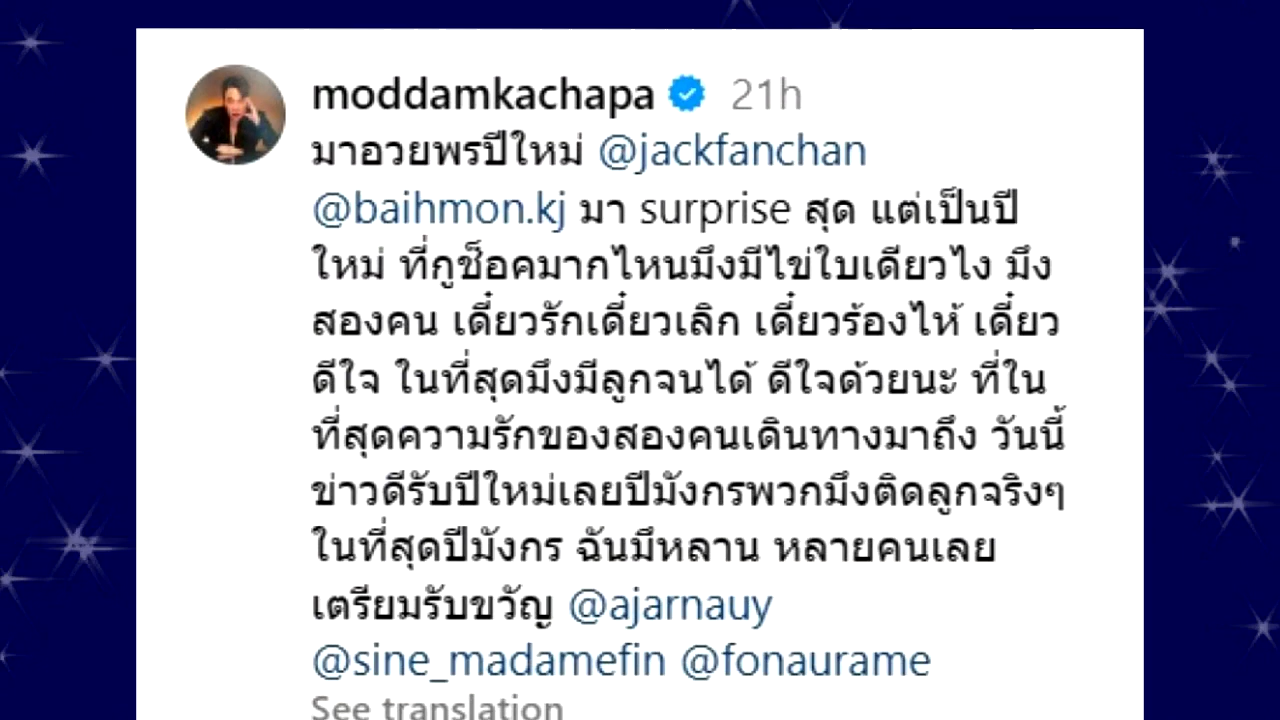 moddamkachapa 21h
มาอวยพรปีใหม่ @jackfanchan
@baihmon.kj มา surprise สุด แต่เป็นปี
ใหม่ ที่กูช็อคมากไหนมึงมีไข่ใบเดียวไง มึง
สองคน เดี๋ยวรักเดี๋ยวเลิก เดี๋ยวร้องไห้ เดี๋ยว
ดีใจ ในที่สุดมึงมีลูกจนได้ ดีใจด้วยนะ ที่ใน
ที่สุดความรักของสองคนเดินทางมาถึง วันนี้
ข่าวดีรับปีใหม่เลยปีมังกรพวกมึงติดลูกจริงๆ
ในที่สุดปีมังกร ฉันมีหลาน หลายคนเลย
เตรียมรับขวัญ @ajarnauy
@sine_madamefin @fonaurame
See translation